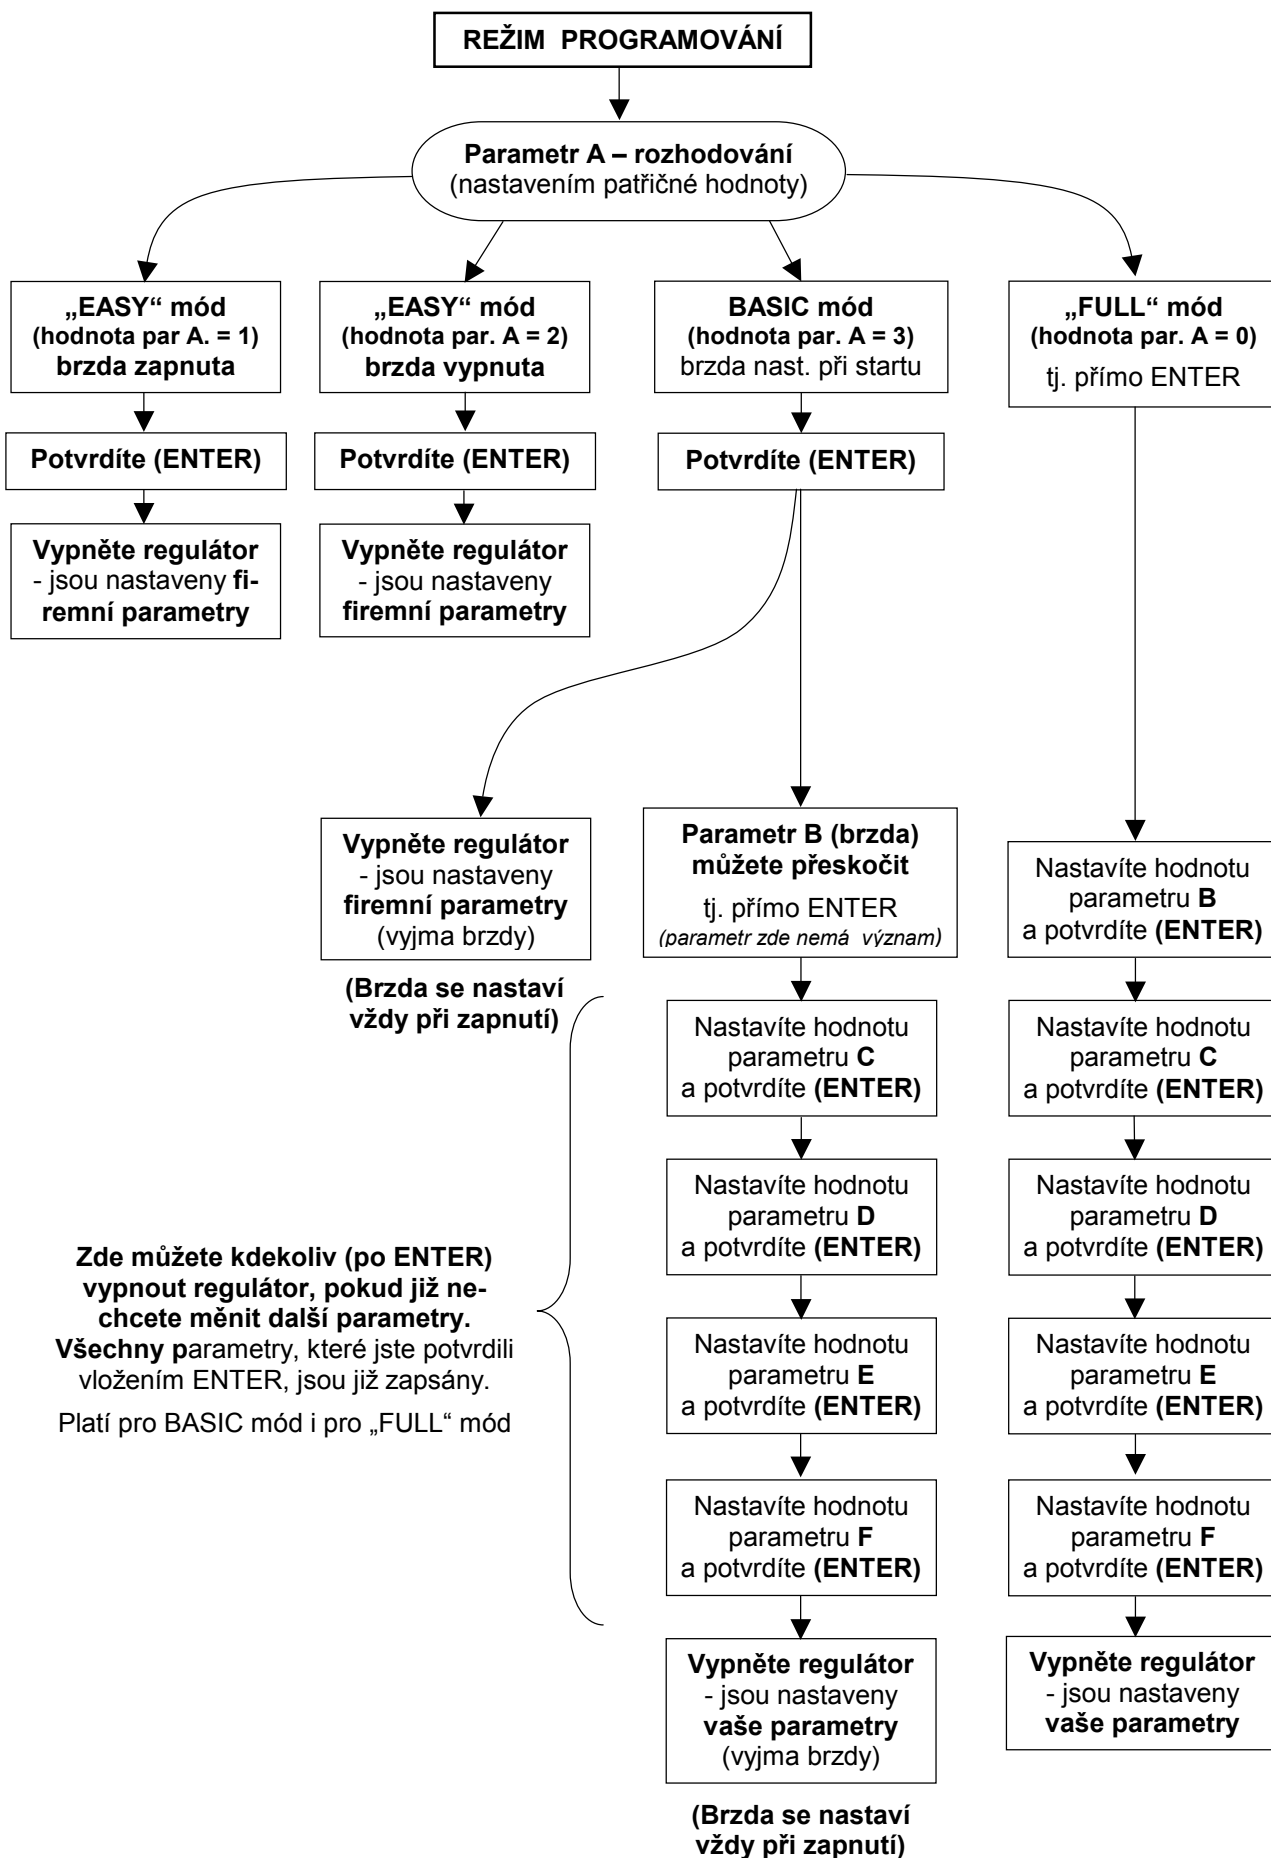 REŽIM PROGRAMOVÁNÍ
Parametr A – rozhodování
(nastavením patřičné hodnoty)
„EASY“ mód
(hodnota par A. = 1)
brzda zapnuta
„EASY“ mód
(hodnota par. A = 2)
brzda vypnuta
BASIC mód
(hodnota par. A = 3)
brzda nast. při startu
„FULL“ mód
(hodnota par. A = 0)
tj. přímo ENTER
Potvrdíte (ENTER)
Potvrdíte (ENTER)
Potvrdíte (ENTER)
Vypněte regulátor
- jsou nastaveny fi-
remní parametry
Vypněte regulátor
- jsou nastaveny
firemní parametry
Vypněte regulátor
- jsou nastaveny
firemní parametry
(vyjma brzdy)
(Brzda se nastaví
vždy při zapnutí)
Parametr B (brzda)
můžete přeskočit
tj. přímo ENTER
(parametr zde nemá význam)
Nastavíte hodnotu
parametru B
a potvrdíte (ENTER)
Nastavíte hodnotu
parametru C
a potvrdíte (ENTER)
Nastavíte hodnotu
parametru C
a potvrdíte (ENTER)
Nastavíte hodnotu
parametru D
a potvrdíte (ENTER)
Nastavíte hodnotu
parametru D
a potvrdíte (ENTER)
Zde můžete kdekoliv (po ENTER)
vypnout regulátor, pokud již ne-
chcete měnit další parametry.
Všechny parametry, které jste potvrdili
vložením ENTER, jsou již zapsány.
Platí pro BASIC mód i pro „FULL“ mód
Nastavíte hodnotu
parametru E
a potvrdíte (ENTER)
Nastavíte hodnotu
parametru E
a potvrdíte (ENTER)
Nastavíte hodnotu
parametru F
a potvrdíte (ENTER)
Nastavíte hodnotu
parametru F
a potvrdíte (ENTER)
Vypněte regulátor
- jsou nastaveny
vaše parametry
(vyjma brzdy)
(Brzda se nastaví
vždy při zapnutí)
Vypněte regulátor
- jsou nastaveny
vaše parametry